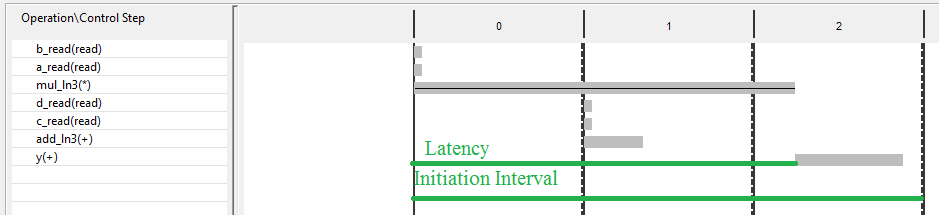 Operation\Control Step
0
1
2
b_read(read)
a_read(read)
mul_ln3(*)
d_read(read)
c_read(read)
add_ln3(+)
y(+)
Latency
Initiation Interval